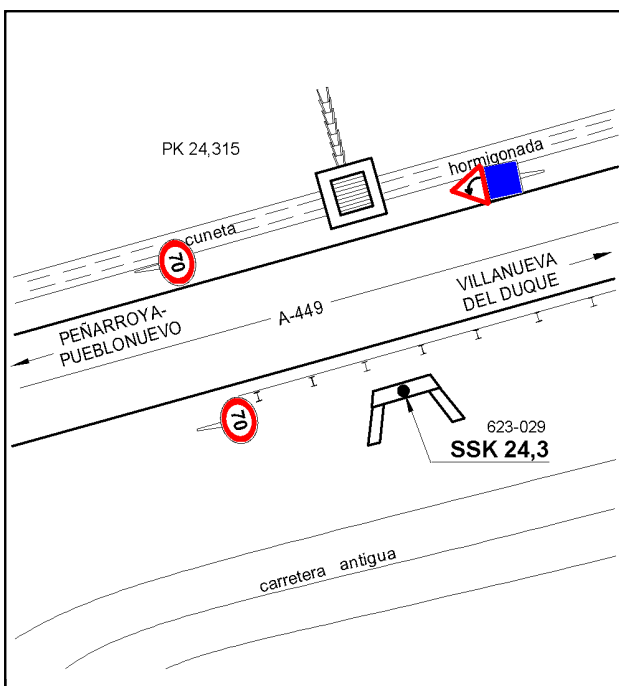 PK 24,315
hormigonada
cuneta
70
PEÑARROYA-
PUEBLONUEVO
A-449
VILLANUEVA
DEL DUQUE
70
623-029
SSK 24,3
carretera antigua